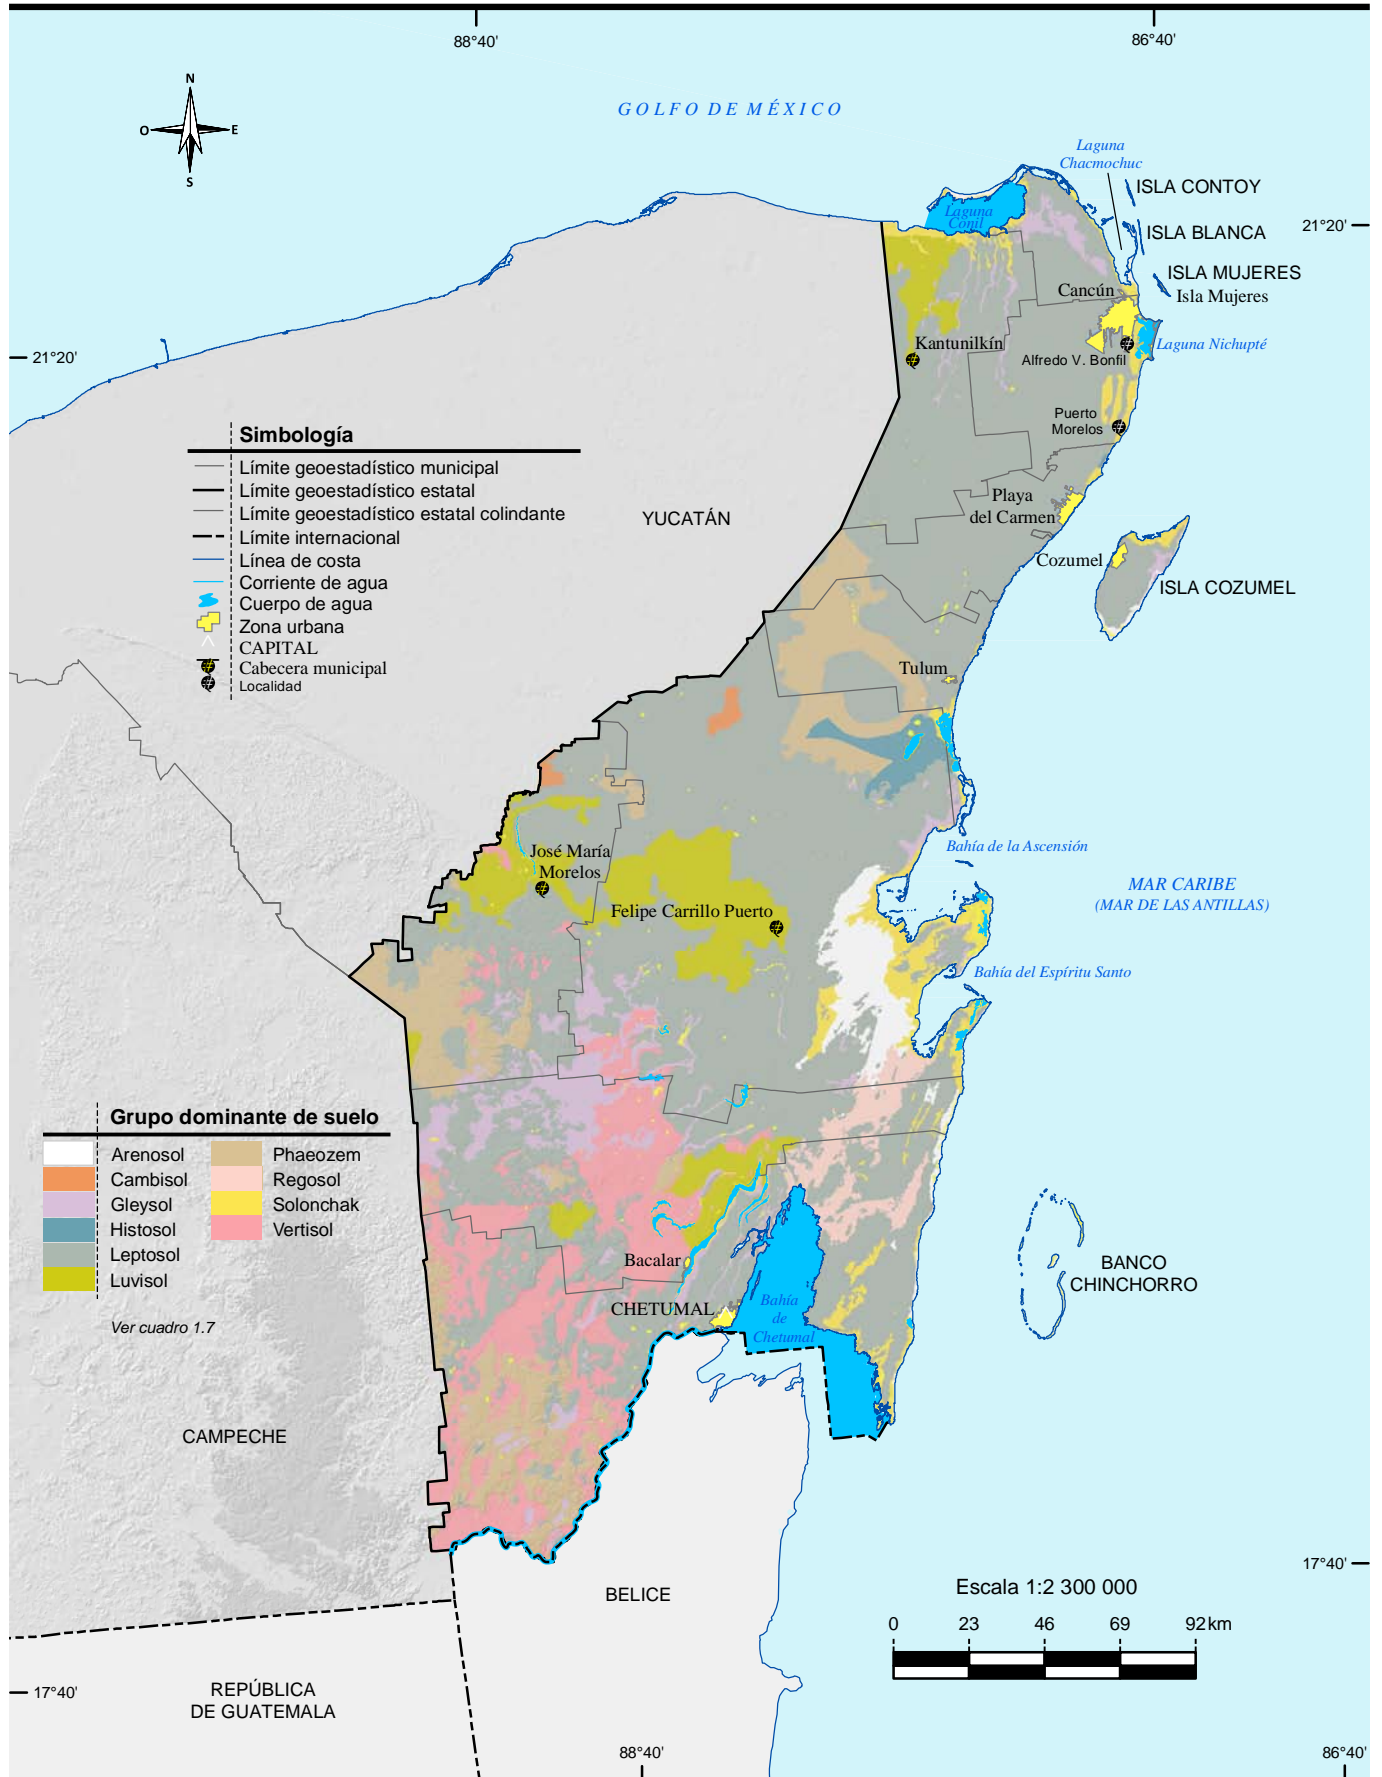 88°40'
86°40'
N
O
E
S
GOLFO DE MÉXICO
Laguna
Chacmochuc
ISLA CONTOY
Laguna
Conil
21°20'
ISLA BLANCA
ISLA MUJERES
Isla Mujeres
Cancún
Kantunilkín
Laguna Nichupté
Alfredo V. Bonfil
21°20'
Puerto
Morelos
Simbología
Límite geoestadístico municipal
Límite geoestadístico estatal
Límite geoestadístico estatal colindante
Límite internacional
Línea de costa
Corriente de agua
Cuerpo de agua
Zona urbana
CAPITAL
Cabecera municipal
Localidad
YUCATÁN
Playa
del Carmen
Cozumel
ISLA COZUMEL
Tulum
José María
Morelos
Bahía de la Ascensión
MAR CARIBE
(MAR DE LAS ANTILLAS)
Felipe Carrillo Puerto
Bahía del Espíritu Santo
Grupo dominante de suelo
Arenosol
Cambisol
Gleysol
Histosol
Leptosol
Luvisol
Phaeozem
Regosol
Solonchak
Vertisol
Ver cuadro 1.7
Bacalar
CHETUMAL
Bahía
de
Chetumal
BANCO
CHINCHORRO
CAMPECHE
BELICE
17°40'
Escala 1:2 300 000
0 23 46 69 92 km
17°40'
REPÚBLICA
DE GUATEMALA
88°40'
86°40'